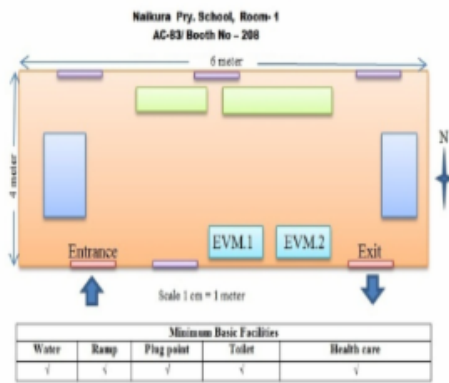 Naikura Pry. School, Room- 1
AC-83/ Booth No – 208
6 meter
4 meter
N
EVM.1 EVM.2
Entrance Exit
Scale 1 cm = 1 meter
Minimum Basic Facilities
Water Ramp Plug point Toilet Health care
√ √ √ √ √